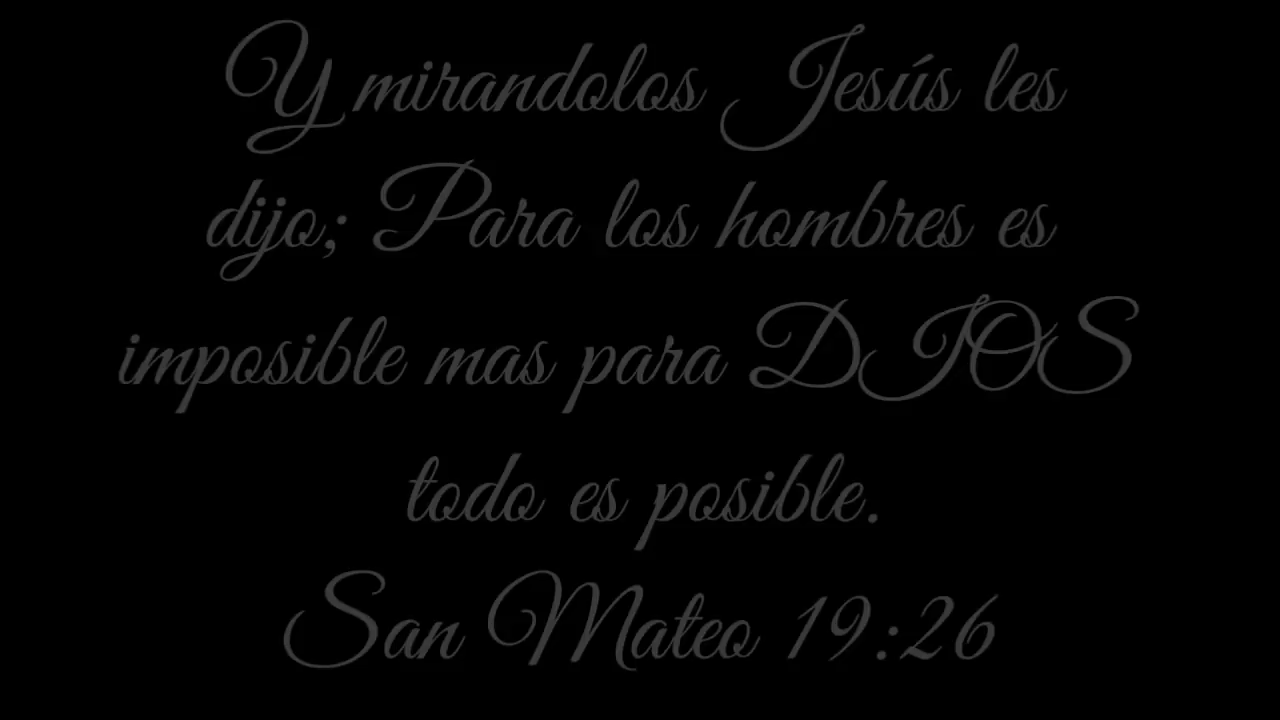 Y mirandolos Jesús les
dijo; Para los hombres es
imposible mas para DIOS
todo es posible.
San Mateo 19:26